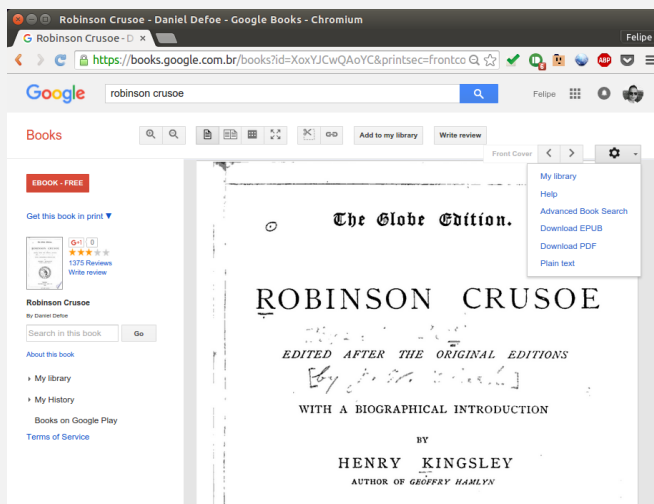 Robinson Crusoe - Daniel Defoe - Google Books - Chromium
Robinson Crusoe - D
Felipe
https://books.google.com.br/books?id=XoxYJCwQAoYC&printsec=frontco
ABP
Google
robinson crusoe
Felipe
Books
Add to my library
Write review
Front Cover
EBOOK - FREE
My library
Help
Advanced Book Search
Download EPUB
Download PDF
Plain text
Get this book in print ▼
G+1 0
1375 Reviews
Write review
Robinson Crusoe
By Daniel Defoe
Search in this book
Go
About this book
My library
My History
Books on Google Play
Terms of Service
The Globe Edition.
ROBINSON CRUSOE
EDITED AFTER THE ORIGINAL EDITIONS
[by
WITH A BIOGRAPHICAL INTRODUCTION
BY
HENRY KINGSLEY
AUTHOR OF GEOFFRY HAMLYN